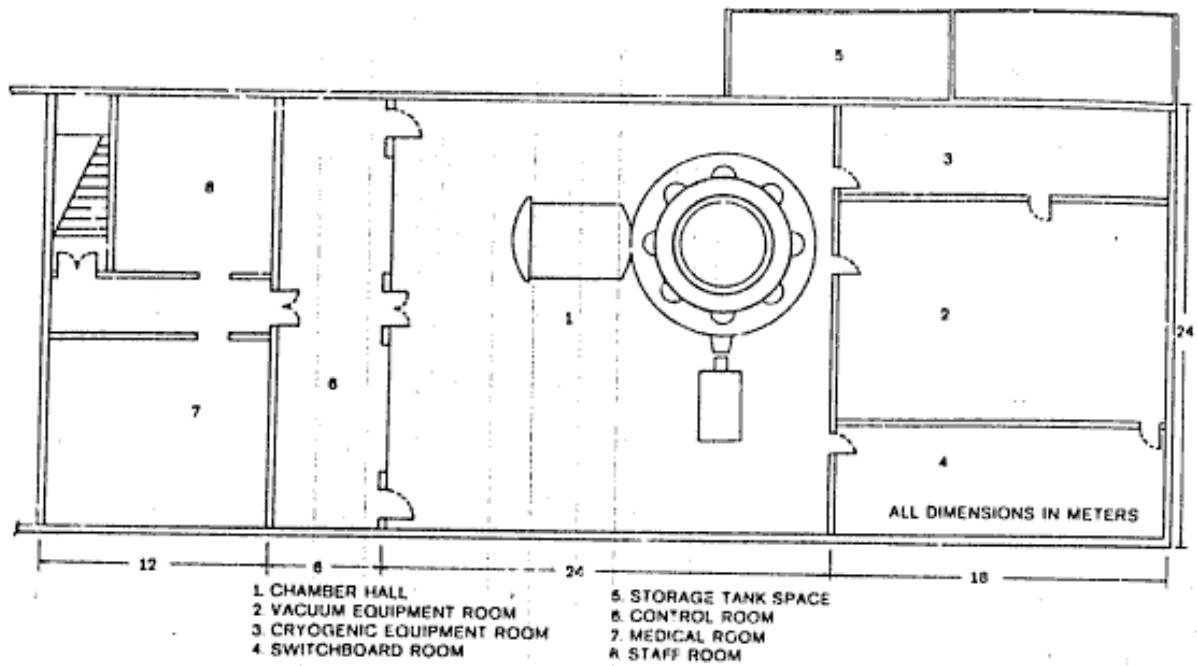 5
3
8
2
1
24
6
7
4
ALL DIMENSIONS IN METERS
12
6
24
18
1. CHAMBER HALL
2 VACUUM EQUIPMENT ROOM
3. CRYOGENIC EQUIPMENT ROOM
4. SWITCHBOARD ROOM
5. STORAGE TANK SPACE
6. CONTROL ROOM
7. MEDICAL ROOM
8. STAFF ROOM